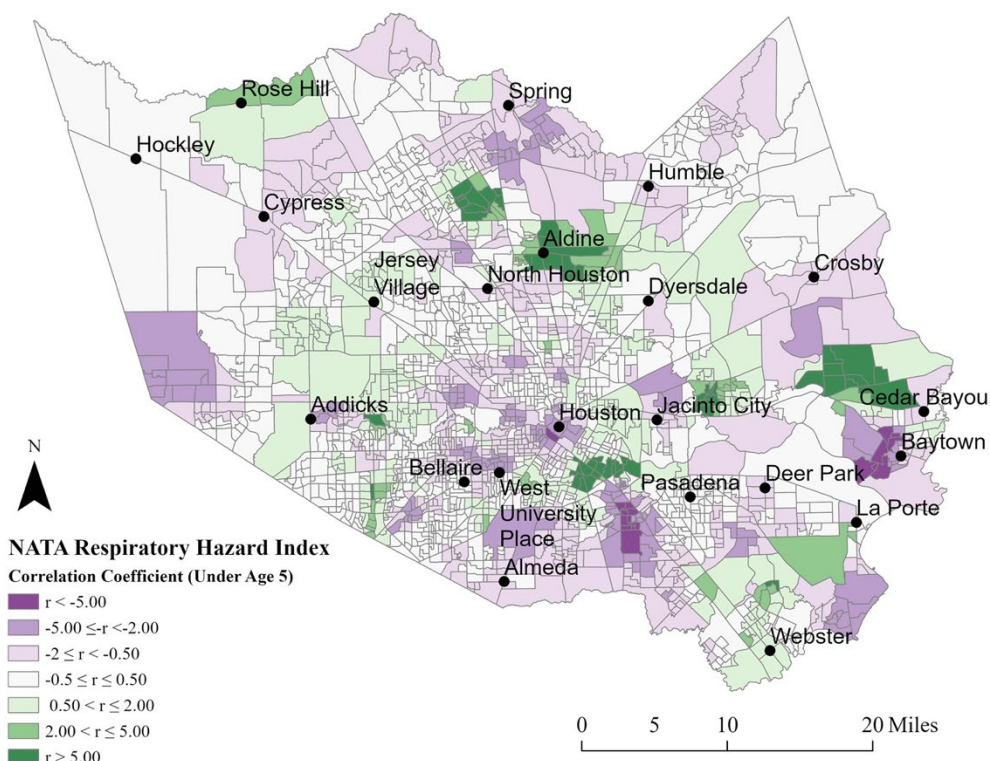 Rose Hill
Spring
Hockley
Humble
Cypress
Aldine
Jersey
Village
North Houston
Crosby
Dyersdale
Addicks
Houston
Jacinto City
Cedar Bayou
Baytown
Bellaire
West
University
Place
Pasadena
Deer Park
La Porte
Almeda
Webster
N
NATA Respiratory Hazard Index
Correlation Coefficient (Under Age 5)
r < -5.00
-5.00 ≤-r <-2.00
-2 ≤ r < -0.50
-0.5 ≤ r ≤ 0.50
0.50 < r ≤ 2.00
2.00 < r ≤ 5.00
r > 5.00
0 5 10 20 Miles